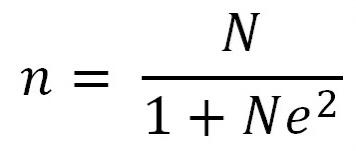 n = N / (1 + Ne²)